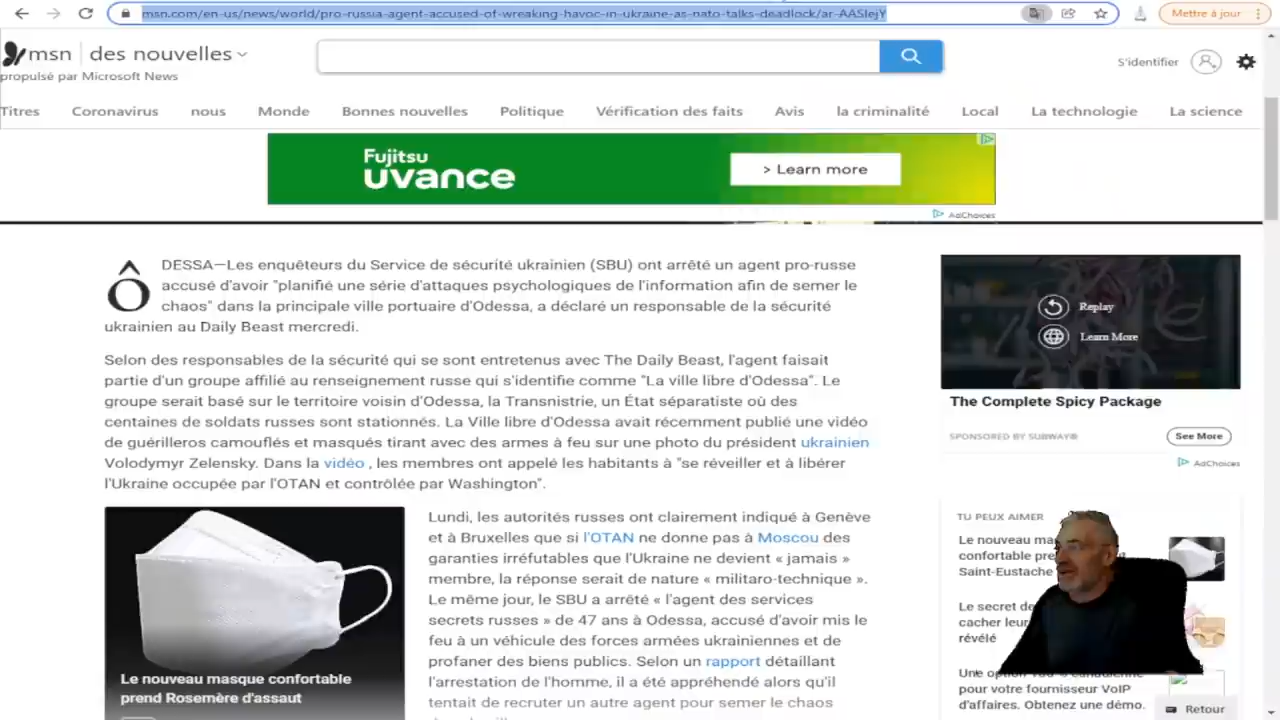 msn.com/en-us/news/world/pro-russia-agent-accused-of-wreaking-havoc-in-ukraine-as-nato-talks-deadlock/ar-AASlejY
Mettre à jour
msn | des nouvelles
propulsé par Microsoft News
S'identifier
Titres Coronavirus nous Monde Bonnes nouvelles Politique Vérification des faits Avis la criminalité Local La technologie La science
Fujitsu
uvance
> Learn more
AdChoices
ÔDESSA—Les enquêteurs du Service de sécurité ukrainien (SBU) ont arrêté un agent pro-russe
accusé d'avoir "planifié une série d'attaques psychologiques de l'information afin de semer le
chaos" dans la principale ville portuaire d'Odessa, a déclaré un responsable de la sécurité
ukrainien au Daily Beast mercredi.
Selon des responsables de la sécurité qui se sont entretenus avec The Daily Beast, l'agent faisait
partie d'un groupe affilié au renseignement russe qui s'identifie comme "La ville libre d'Odessa". Le
groupe serait basé sur le territoire voisin d'Odessa, la Transnistrie, un État séparatiste où des
centaines de soldats russes sont stationnés. La Ville libre d'Odessa avait récemment publié une vidéo
de guérilleros camouflés et masqués tirant avec des armes à feu sur une photo du président ukrainien
Volodymyr Zelensky. Dans la vidéo , les membres ont appelé les habitants à "se réveiller et à libérer
l'Ukraine occupée par l'OTAN et contrôlée par Washington".
Le nouveau masque confortable
prend Rosemère d'assaut
Lundi, les autorités russes ont clairement indiqué à Genève
et à Bruxelles que si l'OTAN ne donne pas à Moscou des
garanties irréfutables que l'Ukraine ne devient « jamais »
membre, la réponse serait de nature « militaro-technique ».
Le même jour, le SBU a arrêté « l'agent des services
secrets russes » de 47 ans à Odessa, accusé d'avoir mis le
feu à un véhicule des forces armées ukrainiennes et de
profaner des biens publics. Selon un rapport détaillant
l'arrestation de l'homme, il a été appréhendé alors qu'il
tentait de recruter un autre agent pour semer le chaos
Replay
Learn More
The Complete Spicy Package
SPONSORED BY SUBWAY®
See More
AdChoices
TU PEUX AIMER
Le nouveau
confortable
Saint-Eustache
Le secret
cacher leur
révélé
pour votre fournisseur VoIP
d'affaires. Obtenez une démo.
Retour